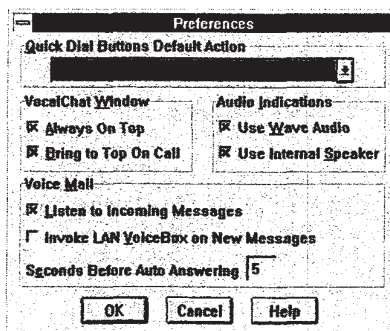 Preferences
Quick Dial Buttons Default Action
VocalChat Window
Always On Top
Bring to Top On Call
Audio Indications
Use Wave Audio
Use Internal Speaker
Voice Mail
Listen to Incoming Messages
Invoke LAN VoiceBox on New Messages
Seconds Before Auto Answering 5
OK Cancel Help